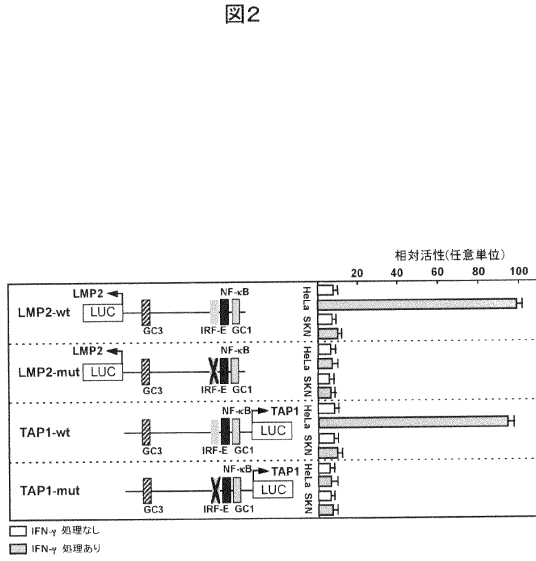 図2
相対活性(任意単位)
20 40 60 80 100
LMP2 NF-κB HeLa
LMP2-wt LUC
GC3 IRF-E GC1 SKN
LMP2 NF-κB HeLa
LMP2-mut LUC
GC3 IRF-E GC1 SKN
NF-κB TAP1 HeLa
TAP1-wt LUC
GC3 IRF-E GC1 SKN
NF-κB TAP1 HeLa
TAP1-mut LUC
GC3 IRF-E GC1 SKN
IFN-γ 処理なし
IFN-γ 処理あり